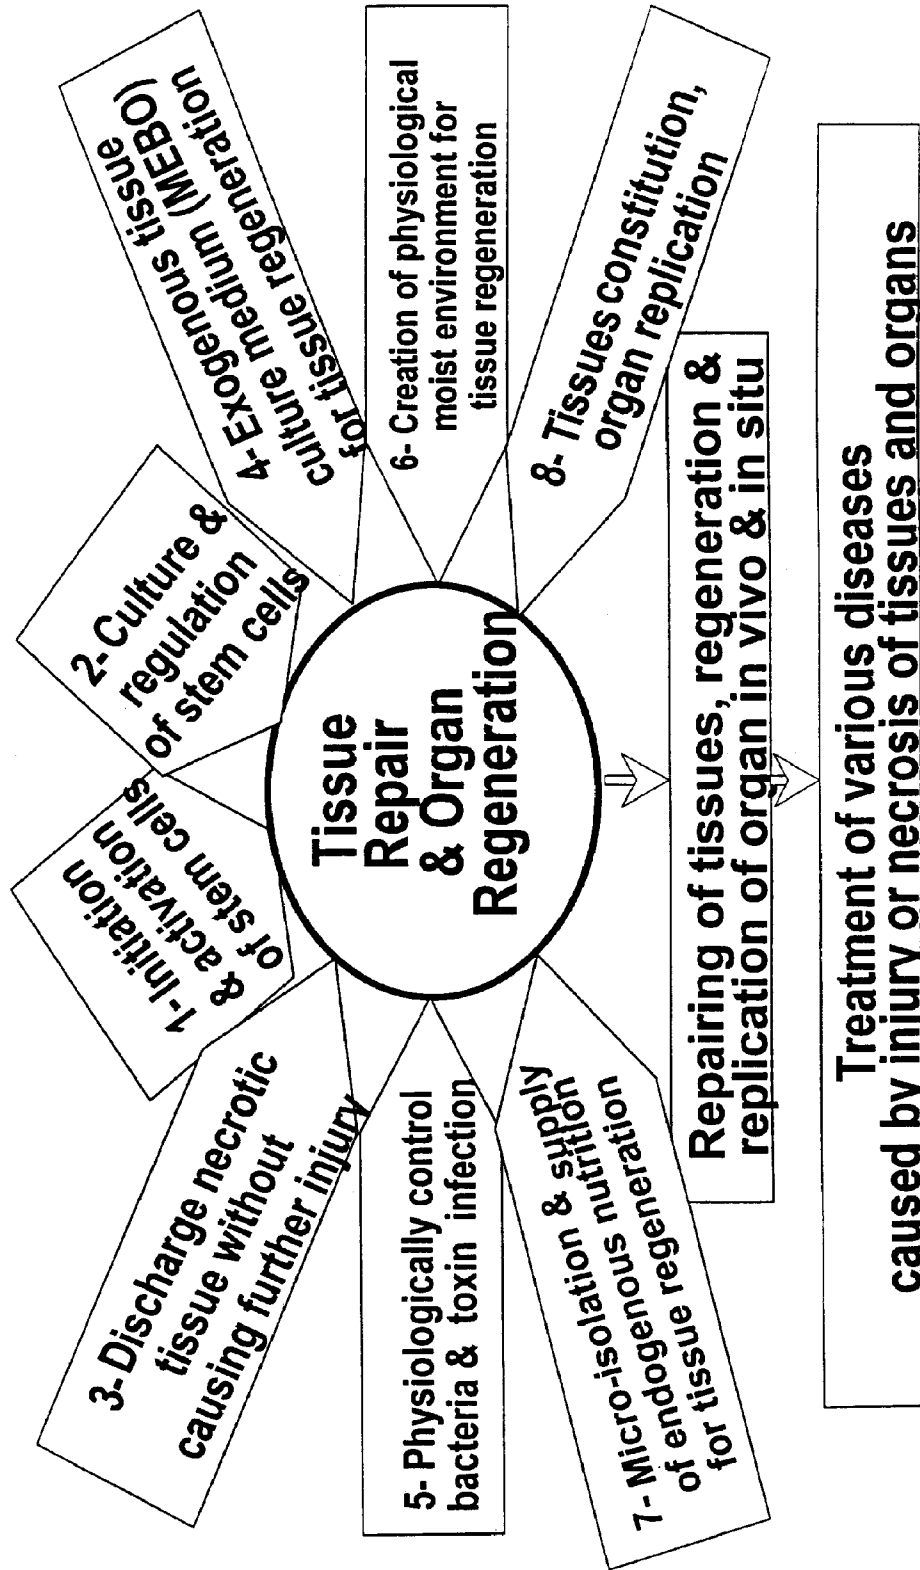 1- Initiation
& activation
of stem cells
2- Culture &
regulation
of stem cells
3- Discharge necrotic
tissue without
causing further injury
4- Exogenous tissue
culture medium (MEBO)
for tissue regeneration
5- Physiologically control
bacteria & toxin infection
6- Creation of physiological
moist environment for
tissue regeneration
7- Micro-isolation & supply
of endogenous nutrition
for tissue regeneration
8- Tissues constitution,
organ replication
Tissue
Repair
& Organ
Regeneration
Repairing of tissues, regeneration &
replication of organ in vivo & in situ
Treatment of various diseases
caused by injury or necrosis of tissues and organs